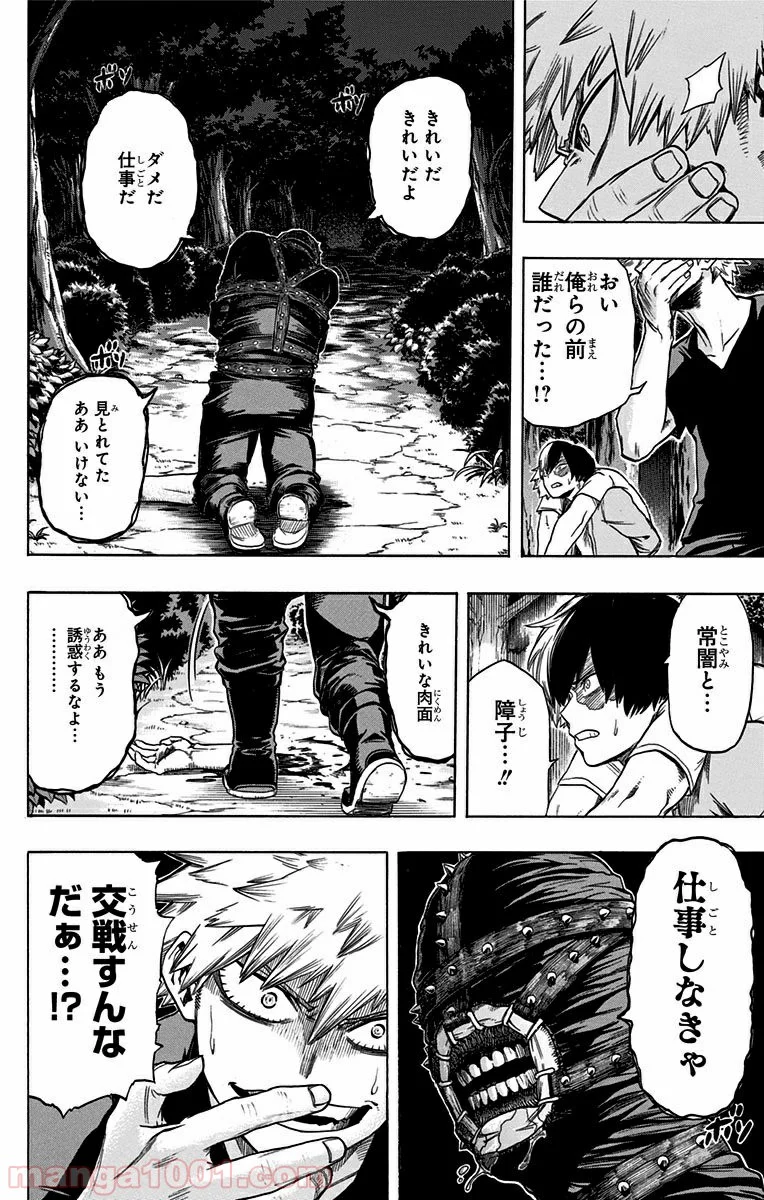 おい
俺らの前
誰だった…!?
ボソッ
きれいだ
きれいだよ
ボソッ
ダメだ
仕事だ
ボソッ
見とれてた
ああ いけない…
常闇と…
障子…!!
きれいな肉面
ああもう
誘惑するなよ…
…………
仕事しなきゃ
ボソッ
交戦すんな
だぁ…!?
manga1001.com